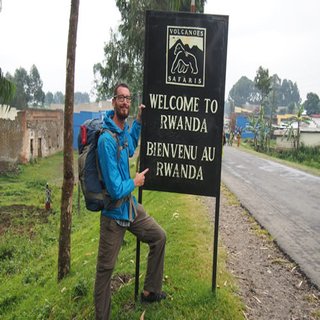 VOLCANOES
SAFARIS
WELCOME TO
RWANDA
BIENVENU AU
RWANDA